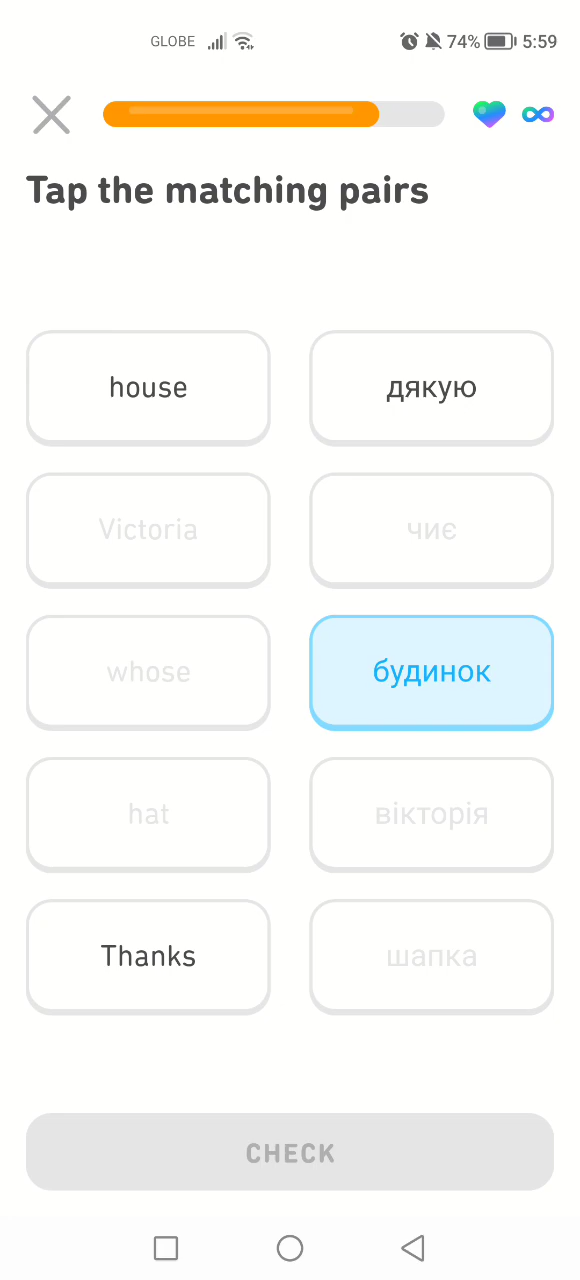 GLOBE 74% 5:59
Tap the matching pairs
house дякую
Victoria чиє
whose будинок
hat вікторія
Thanks шапка
CHECK